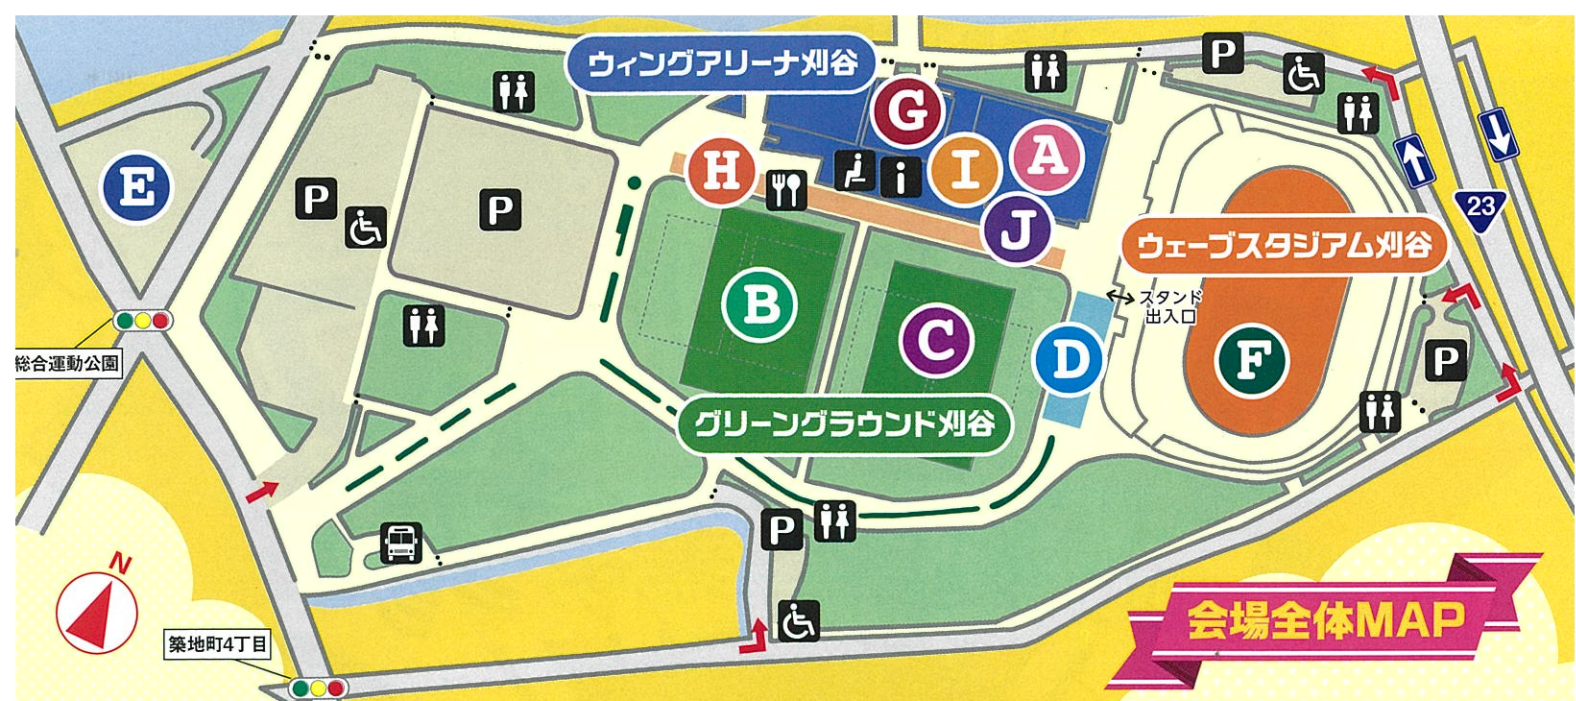 ウィングアリーナ刈谷
P
G
H
I
A
E
P
P
i
J
23
ウェーブスタジアム刈谷
B
C
スタンド
出入口
D
F
P
総合運動公園
グリーングラウンド刈谷
P
N
築地町4丁目
会場全体MAP